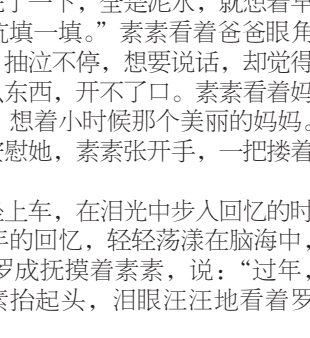 了一下，全是泥水，就想着早
坑填一填。”素素看着爸爸眼角
抽泣不停，想要说话，却觉得
东西，开不了口。素素看着妈
想着小时候那个美丽的妈妈。
慰她，素素张开手，一把搂着
上车，在泪光中步入回忆的时
年的回忆，轻轻荡漾在脑海中，
罗成抚摸着素素，说：“过年，
素抬起头，泪眼汪汪地看着罗